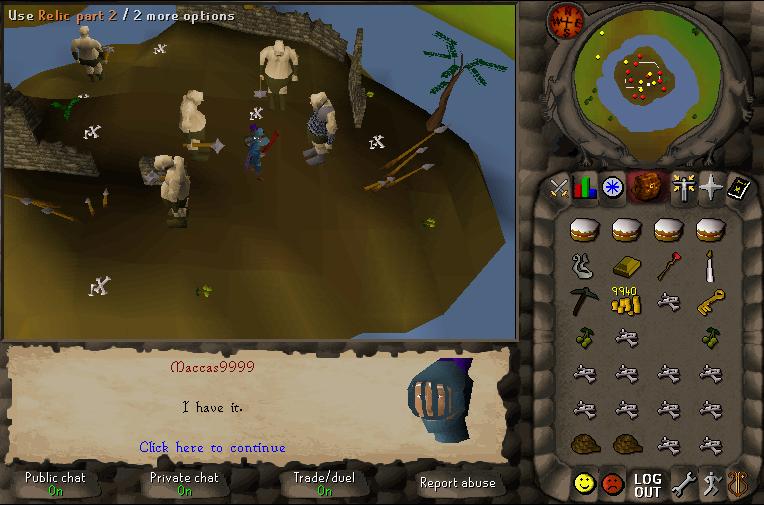 Use Relic part 2 / 2 more options
N
W E
S
9940
Maccas9999
I have it.
Click here to continue
Public chat
On
Private chat
On
Trade/duel
On
Report abuse
LOG
OUT